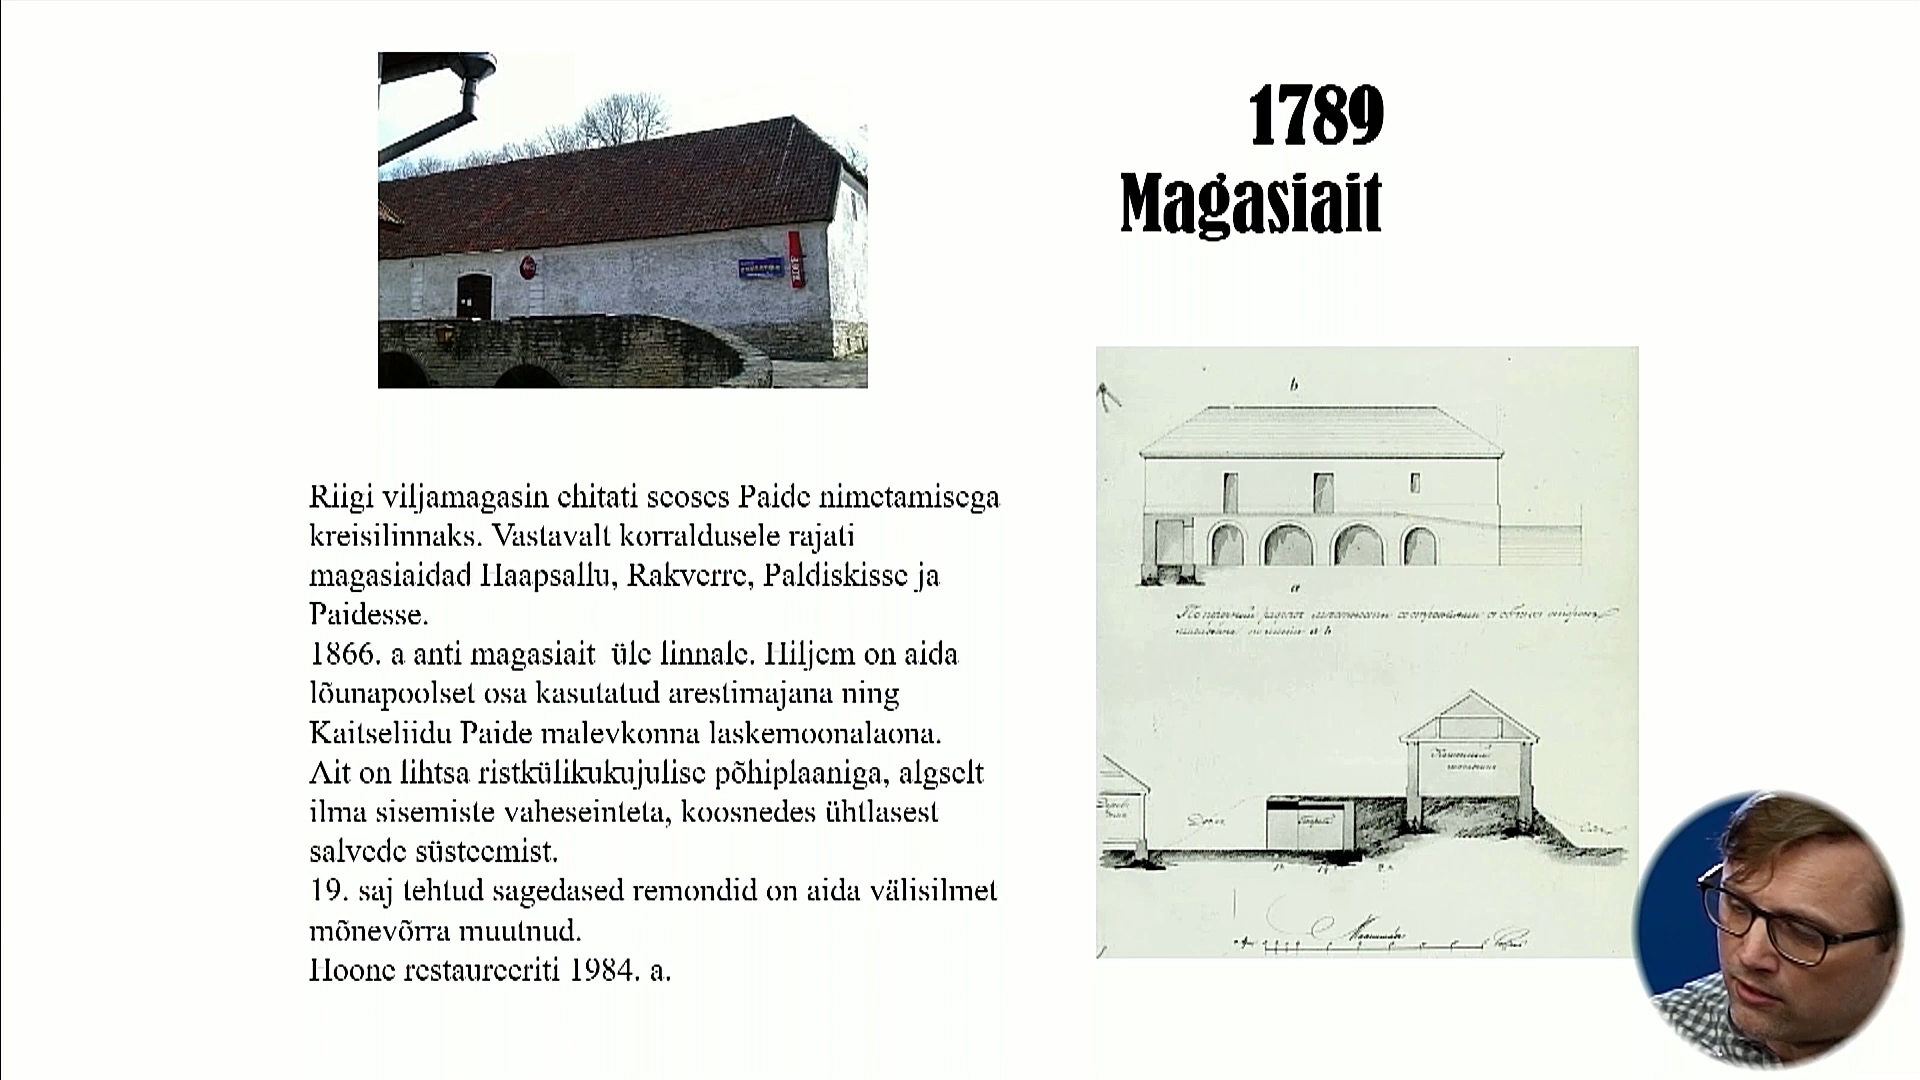 1789
Magasiait
Riigi viljamagasin ehitati seoses Paide nimetamisega
kreisilinnaks. Vastavalt korraldusele rajati
magasiaidad Haapsallu, Rakverre, Paldiskisse ja
Paidesse.
1866. a anti magasiait üle linnale. Hiljem on aida
lõunapoolset osa kasutatud arestimajana ning
Kaitseliidu Paide malevkonna laskemoonalaona.
Ait on lihtsa ristkülikukujulise põhiplaaniga, algselt
ilma sisemiste vaheseinteta, koosnedes ühtlasest
salvede süsteemist.
19. saj tehtud sagedased remondid on aida välisilmet
mõnevõrra muutnud.
Hoone restaureeriti 1984. a.
b
a